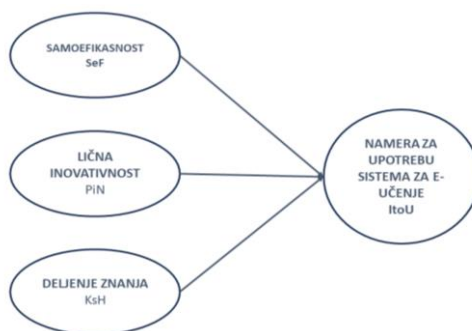 SAMOEFIKASNOST
SeF
LIČNA
INOVATIVNOST
PiN
DELJENJE ZNANJA
KsH
NAMERA ZA
UPOTREBU
SISTEMA ZA E-
UČENJE
ItoU